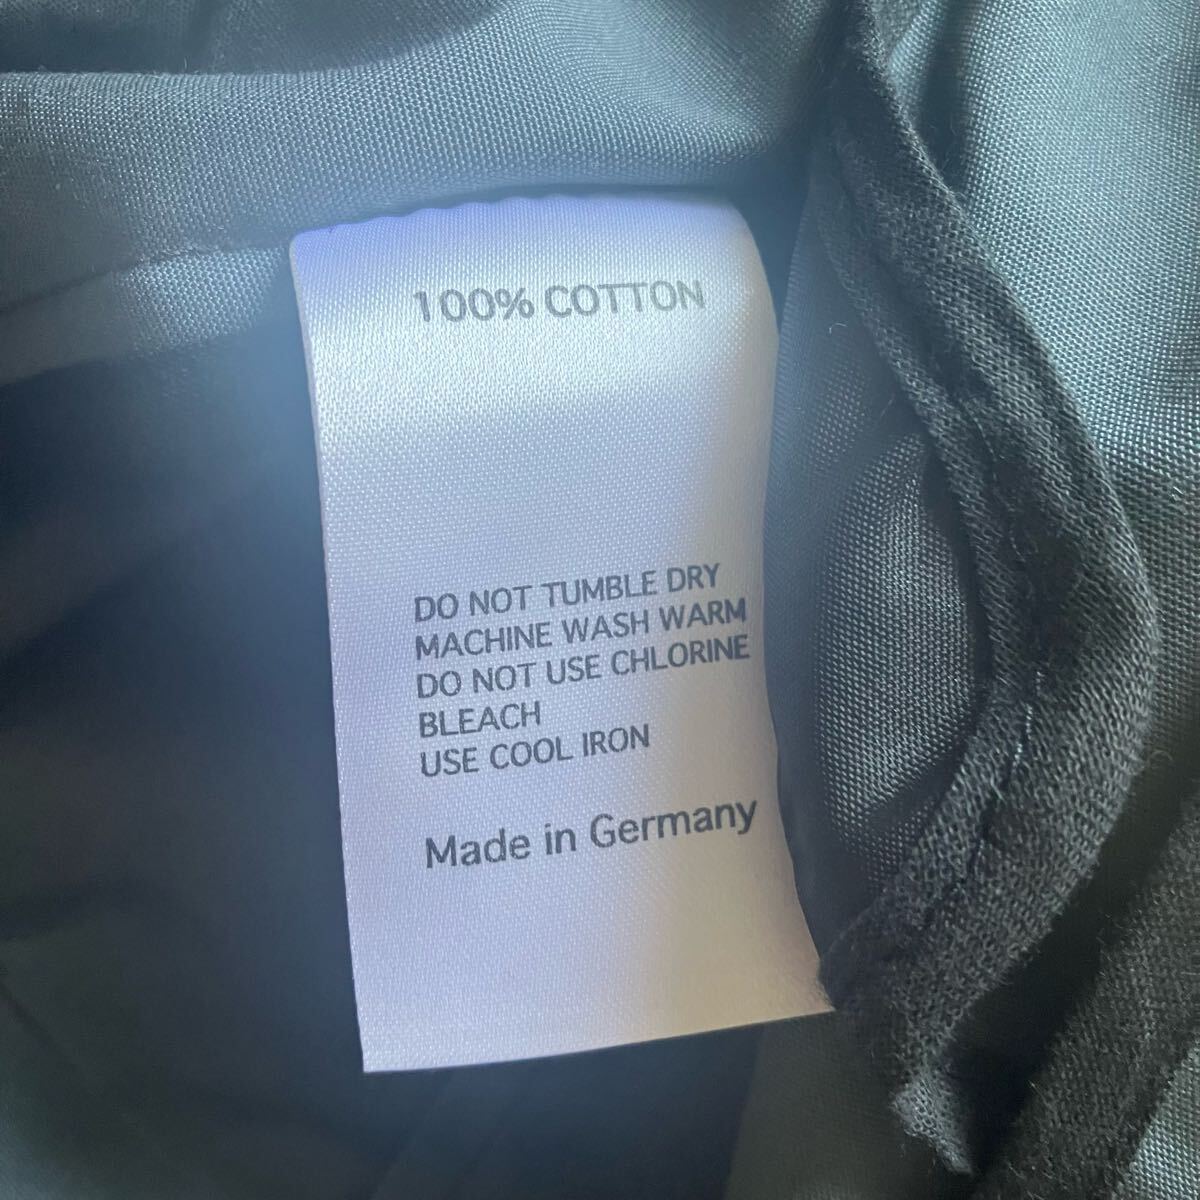 100% COTTON
DO NOT TUMBLE DRY
MACHINE WASH WARM
DO NOT USE CHLORINE
BLEACH
USE COOL IRON
Made in Germany